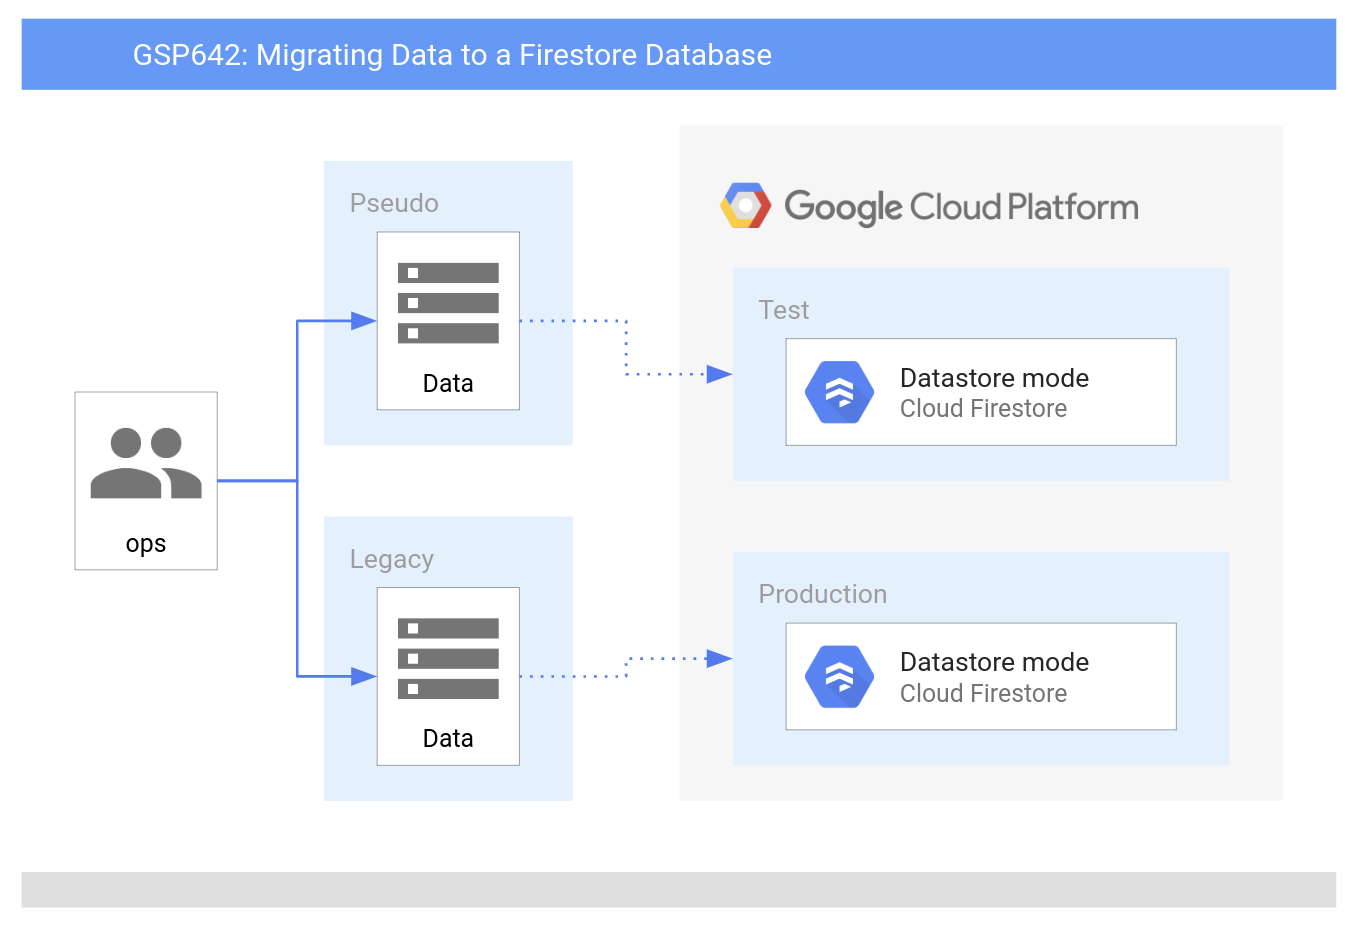 GSP642: Migrating Data to a Firestore Database
Pseudo
Data
ops
Legacy
Data
Google Cloud Platform
Test
Datastore mode
Cloud Firestore
Production
Datastore mode
Cloud Firestore